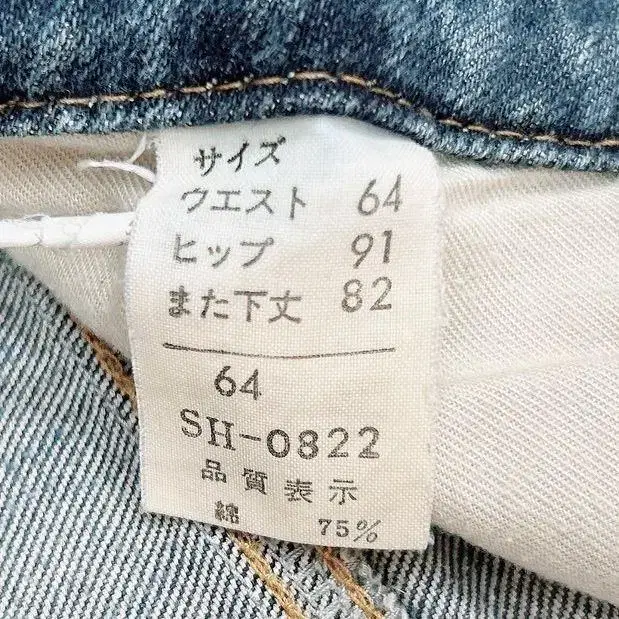 サイズ
ウエスト 64
ヒップ 91
また下丈 82
64
SH-0822
品質表示
綿 75%